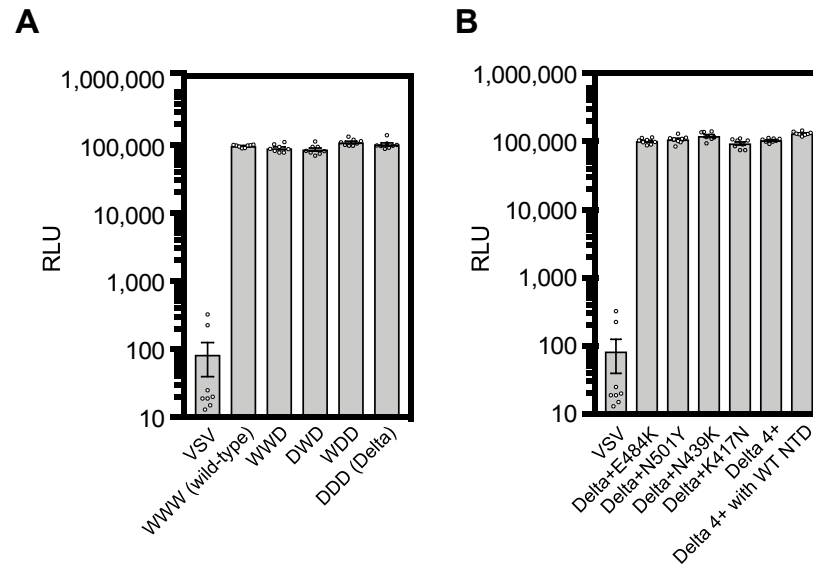 A
1,000,000
100,000
10,000
1,000
100
10
RLU
VSV
WWW (wild-type)
WWD
DWD
WDD
DDD (Delta)
B
1,000,000
100,000
10,000
1,000
100
10
RLU
VSV
Delta+E484K
Delta+N501Y
Delta+N439K
Delta+K417N
Delta 4+
Delta 4+ with WT NTD